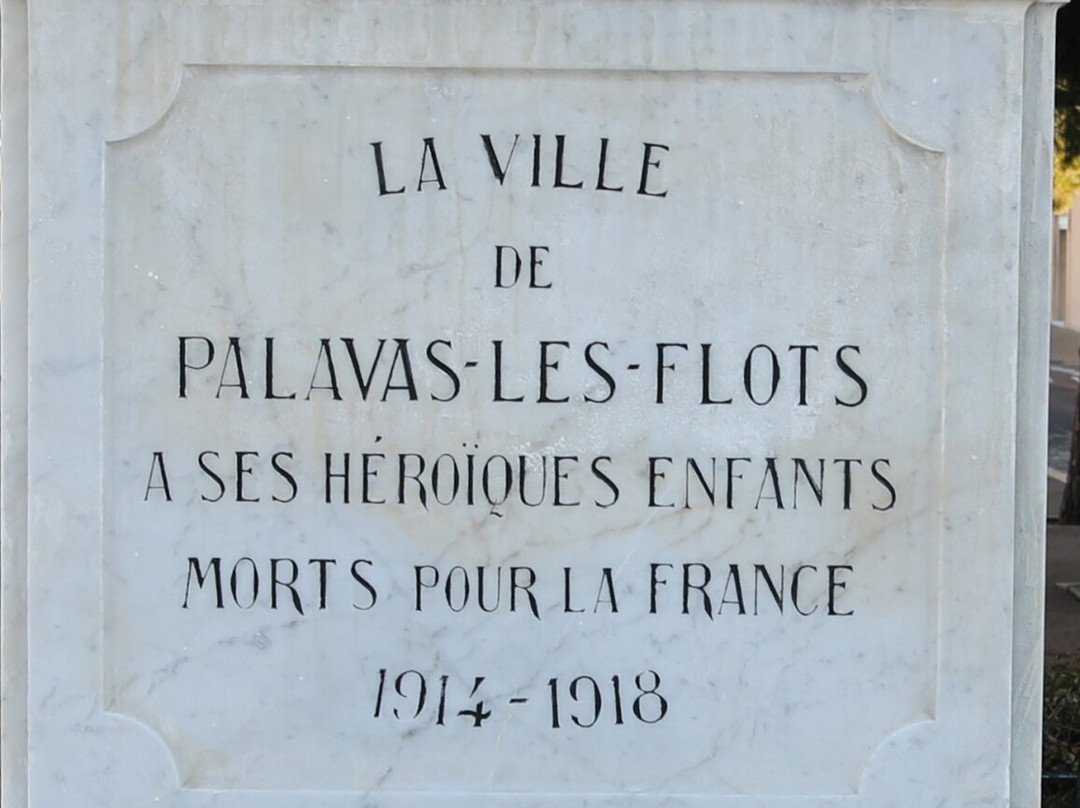 LA VILLE
DE
PALAVAS-LES-FLOTS
A SES HÉROÏQUES ENFANTS
MORTS POUR LA FRANCE
1914-1918